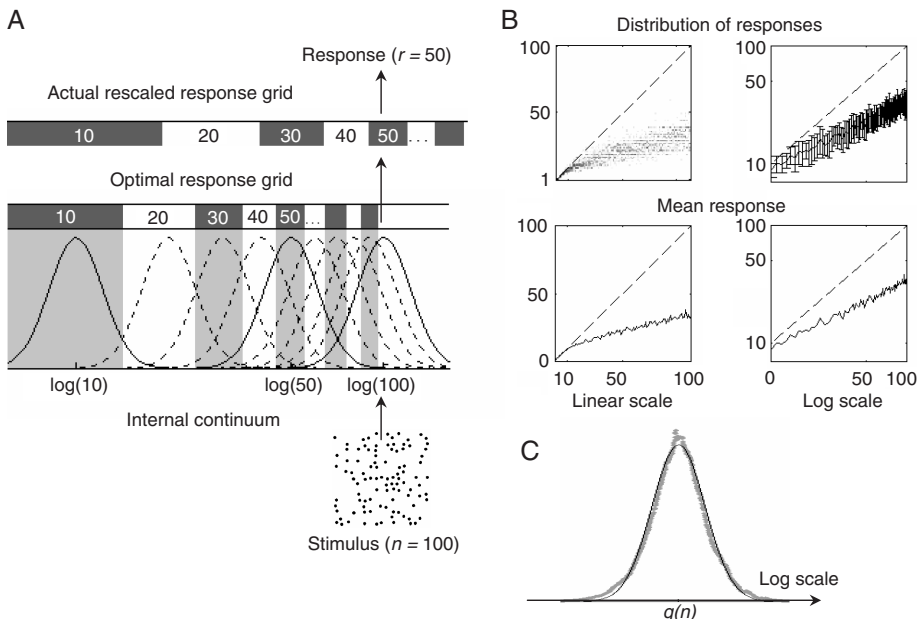 A
Response (r = 50)
Actual rescaled response grid
10 20 30 40 50 ...
Optimal response grid
10 20 30 40 50 ...
log(10) log(50) log(100)
Internal continuum
Stimulus (n = 100)
B
Distribution of responses
100
50
1
100
50
10
Mean response
100
50
0
10 50 100
Linear scale
100
50
10
0 50 100
Log scale
C
Log scale
q(n)